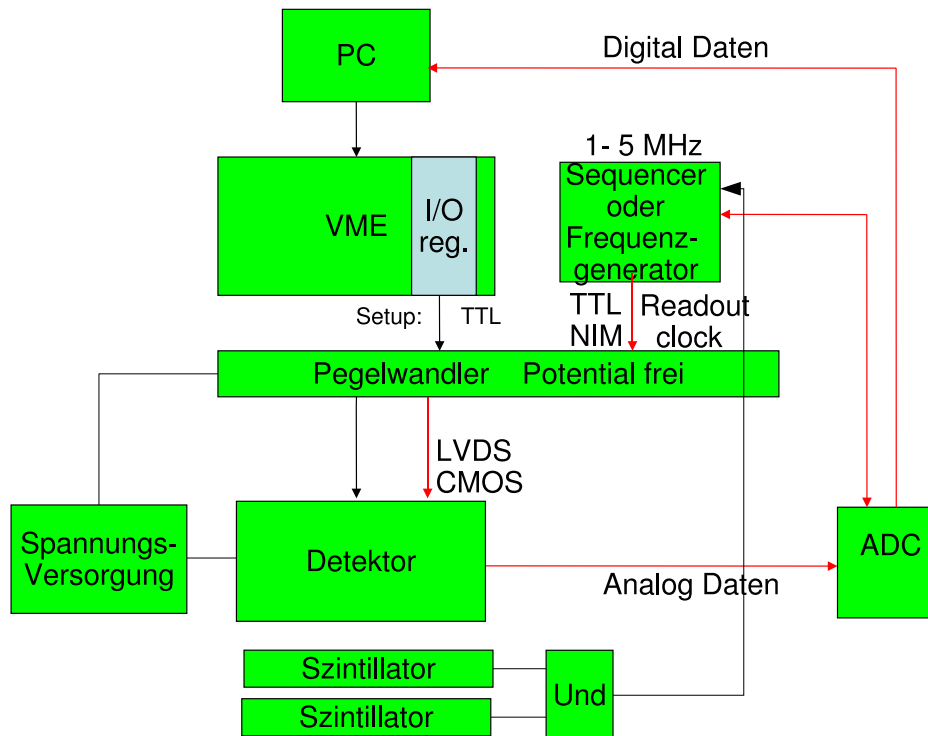 Digital Daten
PC
1- 5 MHz
VME
I/O
reg.
Sequencer
oder
Frequenz-
generator
Setup: TTL
TTL
NIM
Readout
clock
Pegelwandler Potential frei
LVDS
CMOS
Spannungs-
Versorgung
Detektor
ADC
Analog Daten
Szintillator
Und
Szintillator